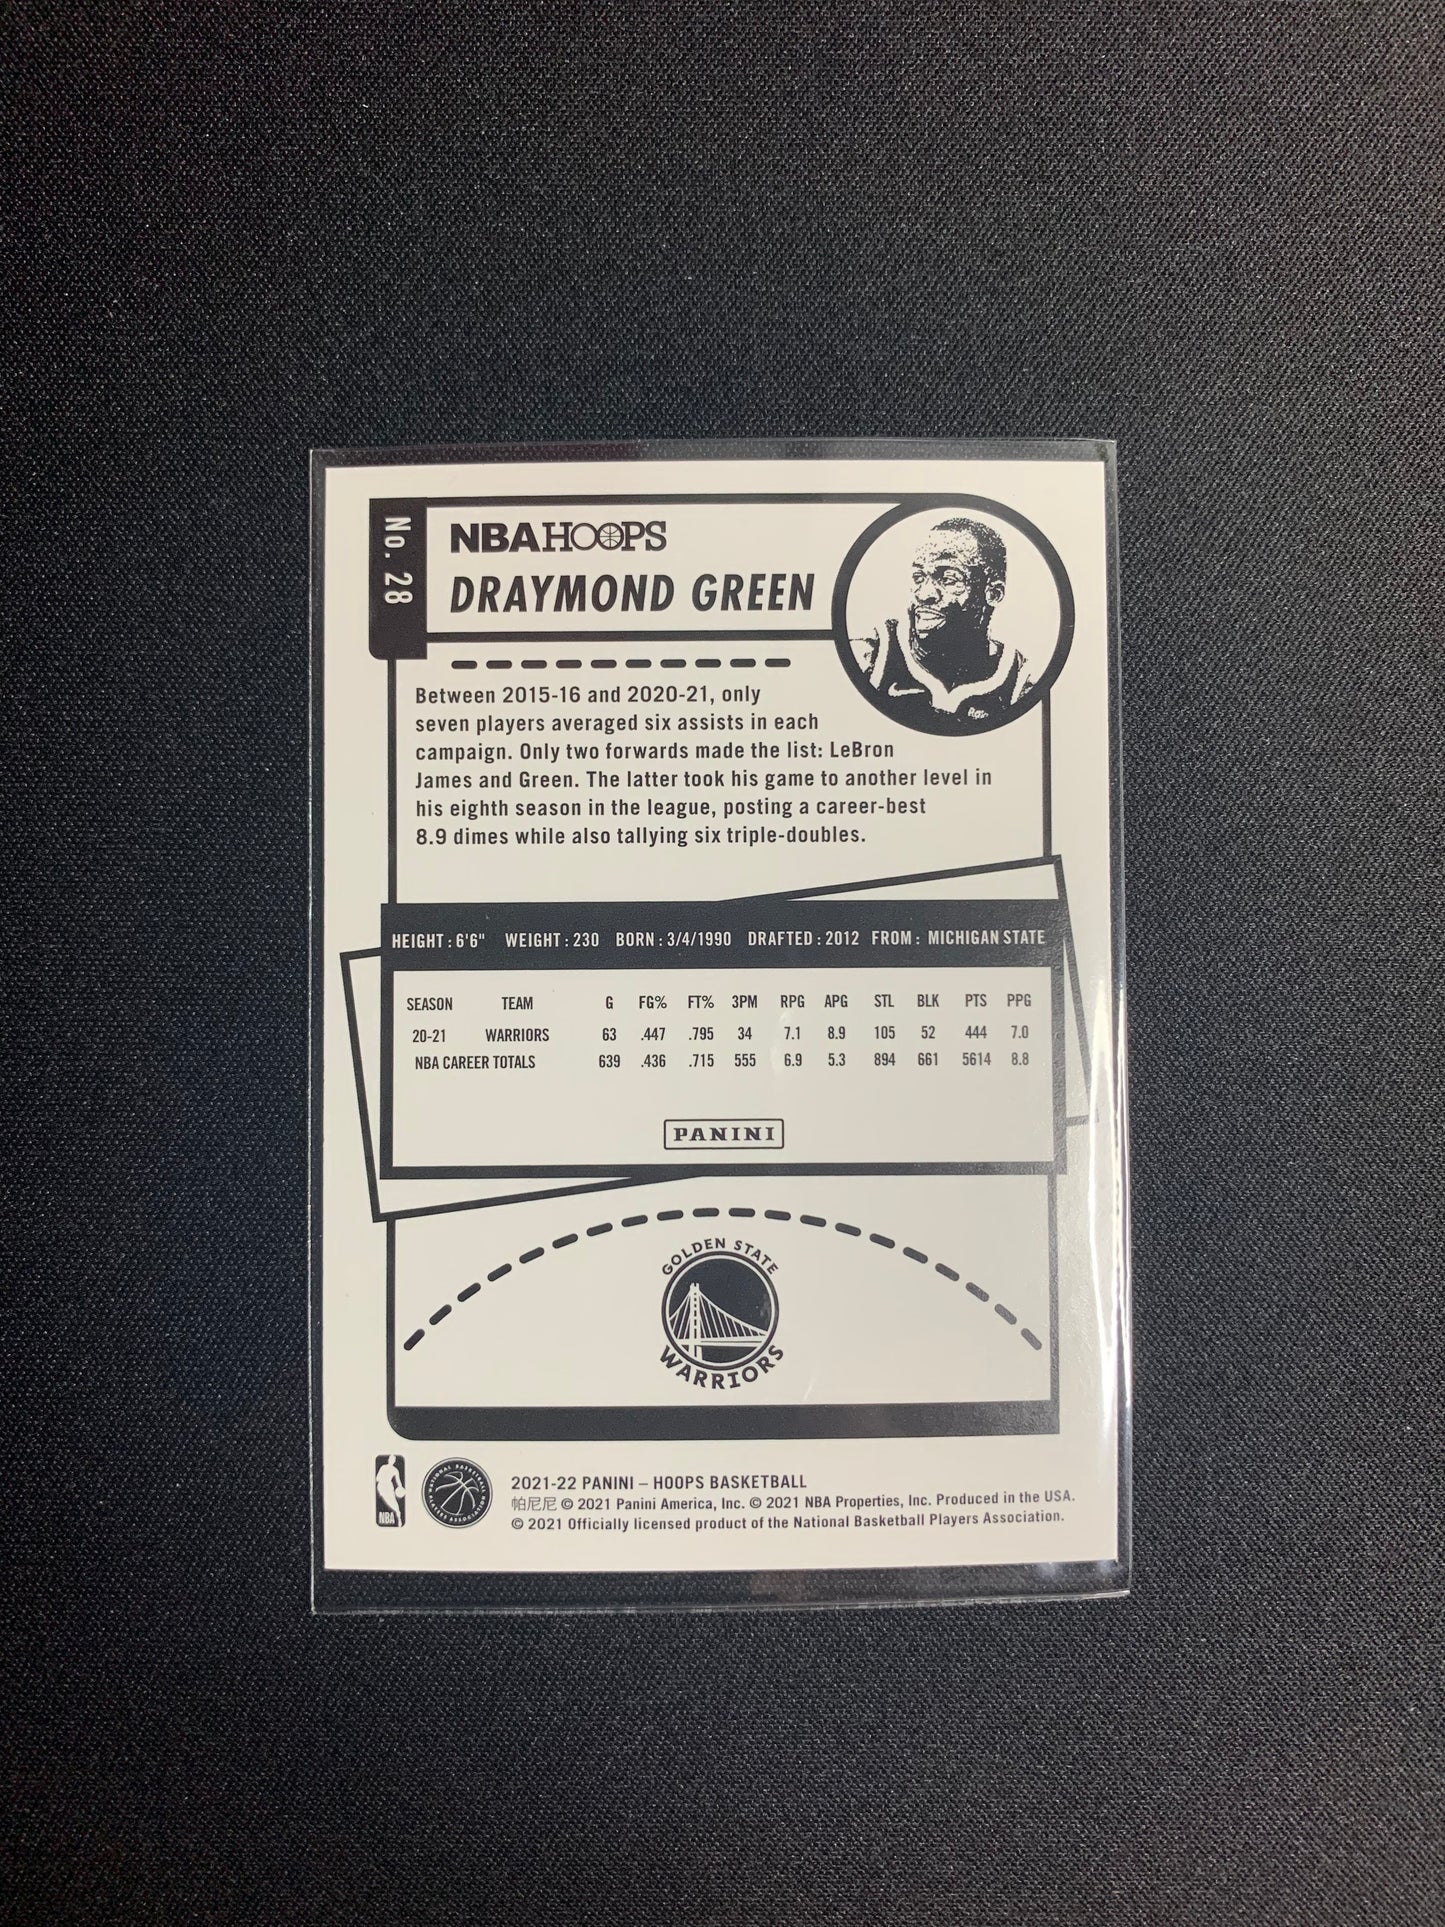 No. 28
NBA HOOPS
DRAYMOND GREEN
Between 2015-16 and 2020-21, only
seven players averaged six assists in each
campaign. Only two forwards made the list: LeBron
James and Green. The latter took his game to another level in
his eighth season in the league, posting a career-best
8.9 dimes while also tallying six triple-doubles.
HEIGHT : 6'6" WEIGHT : 230 BORN : 3/4/1990 DRAFTED : 2012 FROM : MICHIGAN STATE
SEASON TEAM G FG% FT% 3PM RPG APG STL BLK PTS PPG
20-21 WARRIORS 63 .447 .795 34 7.1 8.9 105 52 444 7.0
NBA CAREER TOTALS 639 .436 .715 555 6.9 5.3 894 661 5614 8.8
PANINI
GOLDEN STATE
WARRIORS
NBA
NATIONAL BASKETBALL
PLAYERS ASSOCIATION
2021-22 PANINI – HOOPS BASKETBALL
帕尼尼 © 2021 Panini America, Inc. © 2021 NBA Properties, Inc. Produced in the USA.
© 2021 Officially licensed product of the National Basketball Players Association.